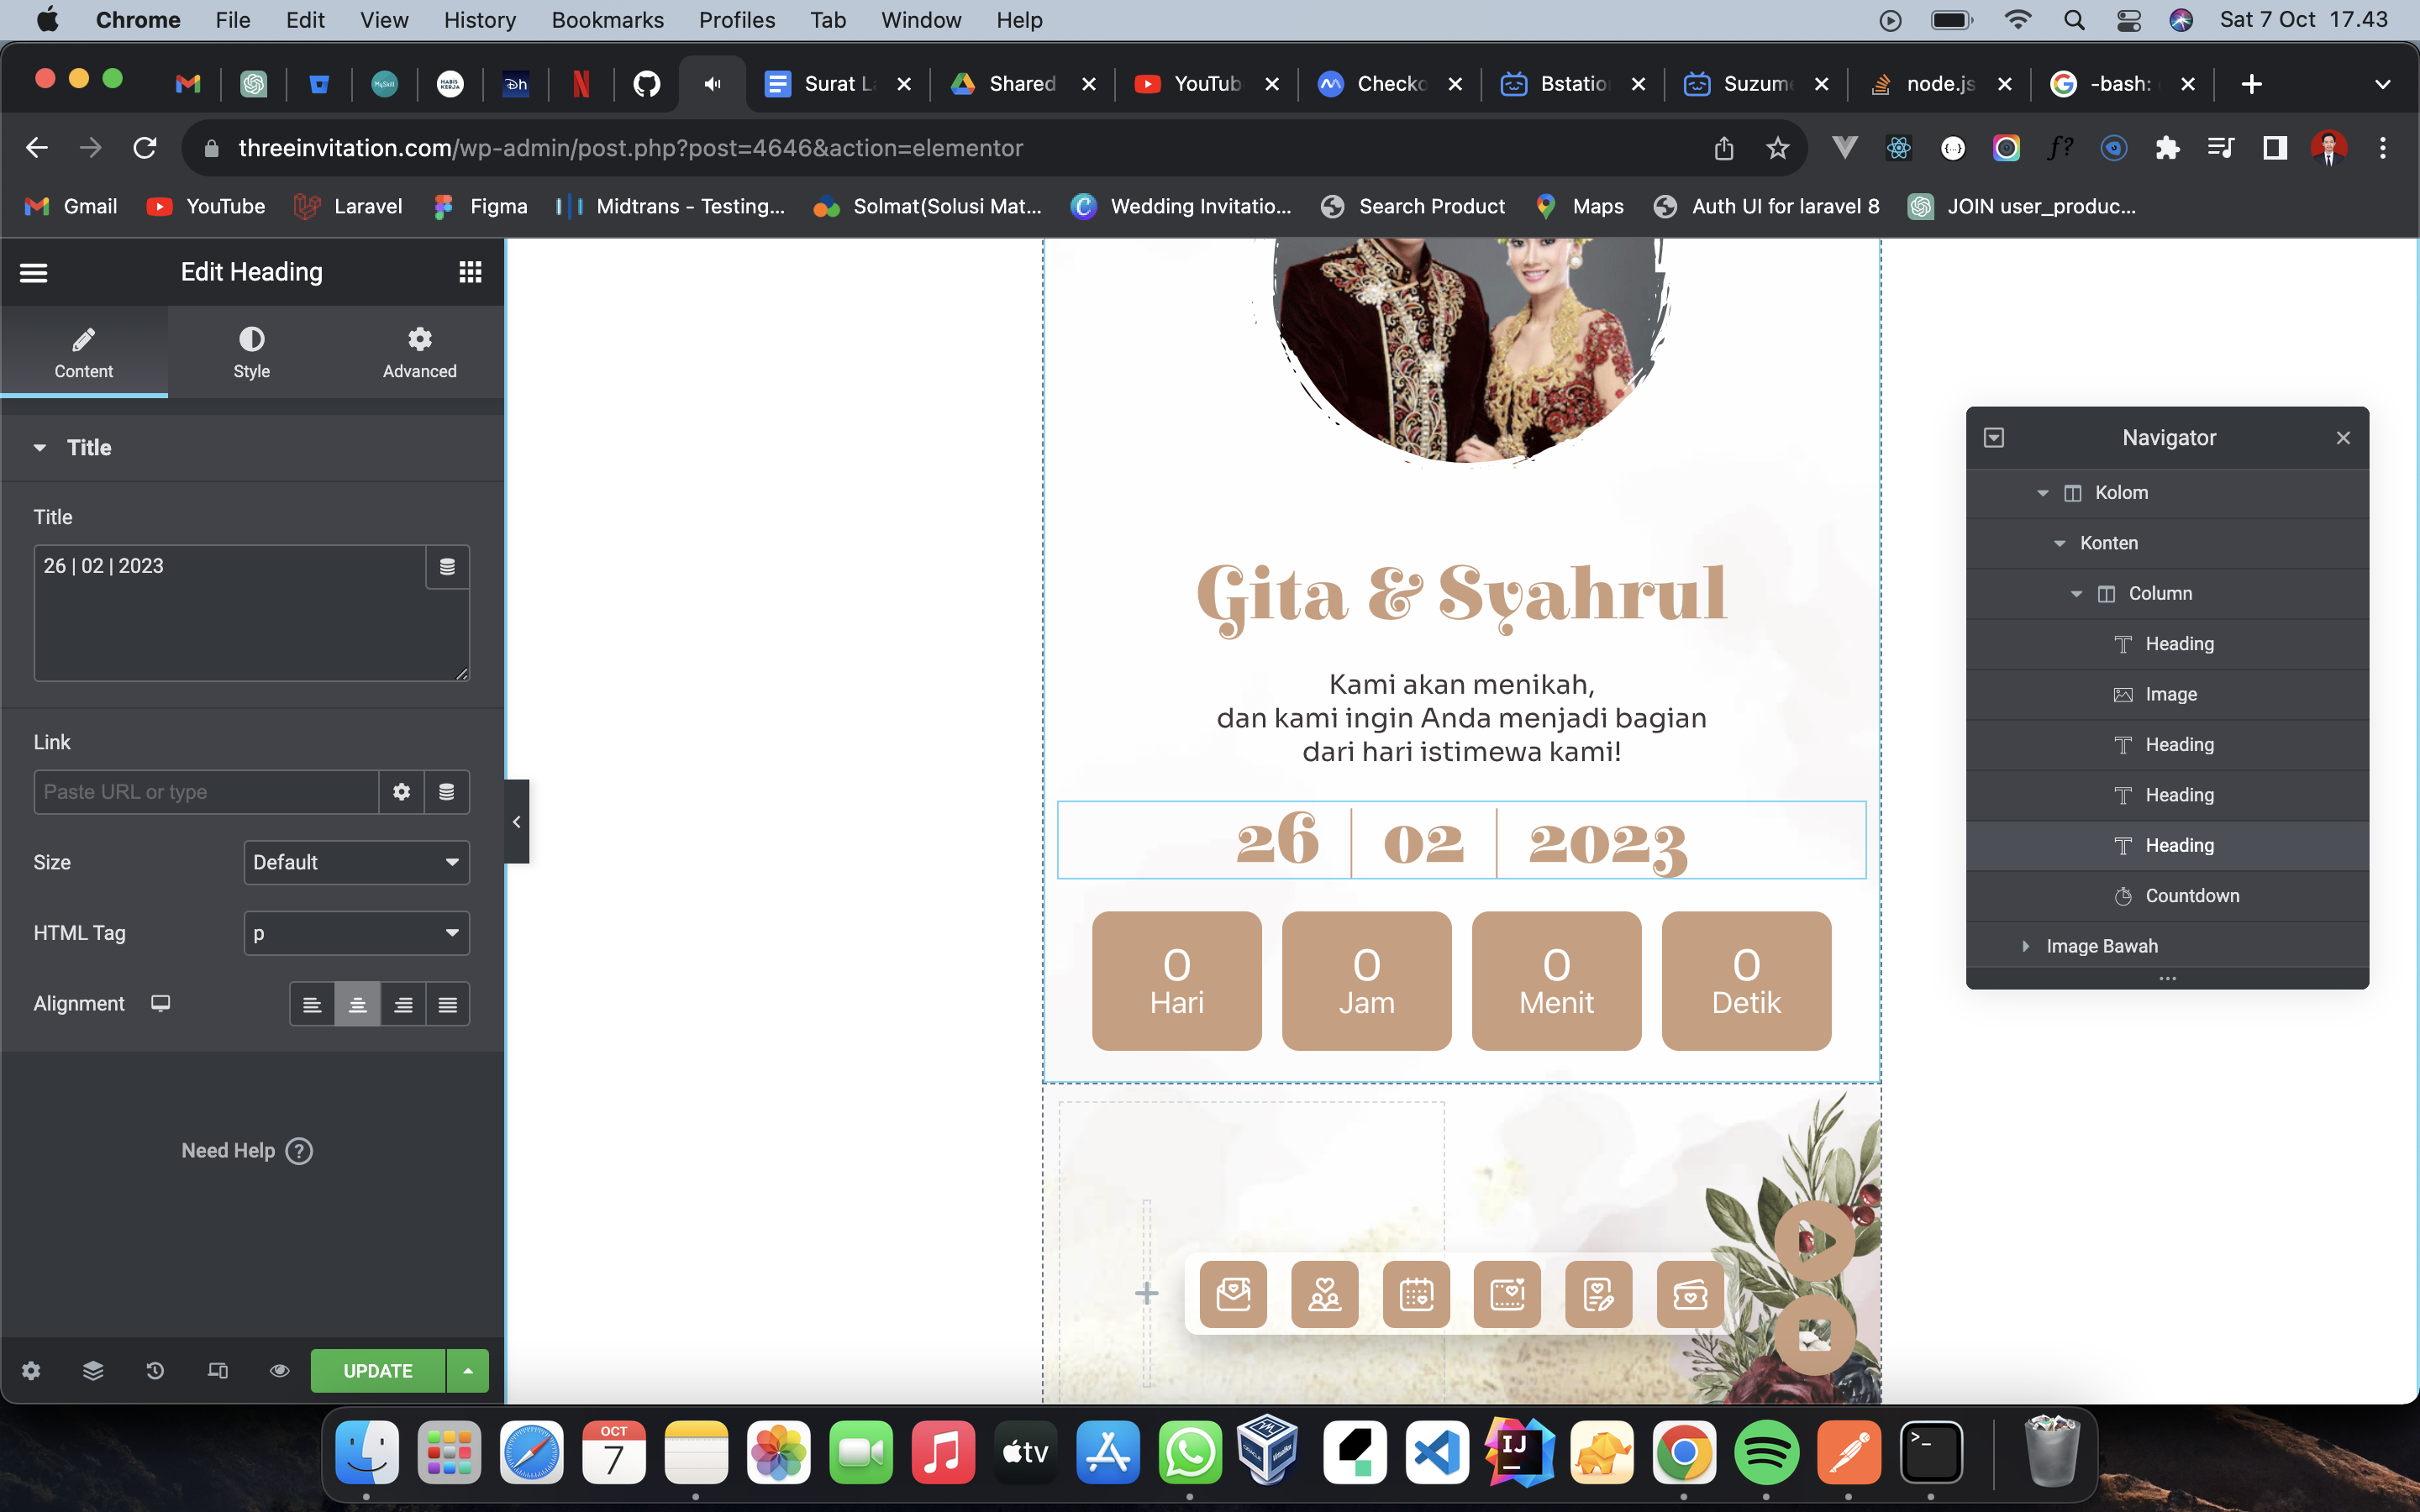 Chrome File Edit View History Bookmarks Profiles Tab Window Help Sat 7 Oct 17.43
MySkill HABIS KERJA Dh Surat L Shared YouTub Checko Bstatio Suzum node.js -bash:
threeinvitation.com/wp-admin/post.php?post=4646&action=elementor f?
Gmail YouTube Laravel Figma Midtrans - Testing... Solmat(Solusi Mat... Wedding Invitatio... Search Product Maps Auth UI for laravel 8 JOIN user_produc...
Edit Heading
Content Style Advanced
Title
Title
26 | 02 | 2023
Link
Paste URL or type
Size Default
HTML Tag p
Alignment
Need Help ?
UPDATE
Gita & Syahrul
Kami akan menikah,
dan kami ingin Anda menjadi bagian
dari hari istimewa kami!
26 | 02 | 2023
0 0 0 0
Hari Jam Menit Detik
Navigator
Kolom
Konten
Column
Heading
Image
Heading
Heading
Heading
Countdown
Image Bawah
OCT
7
tv
IJ
>_